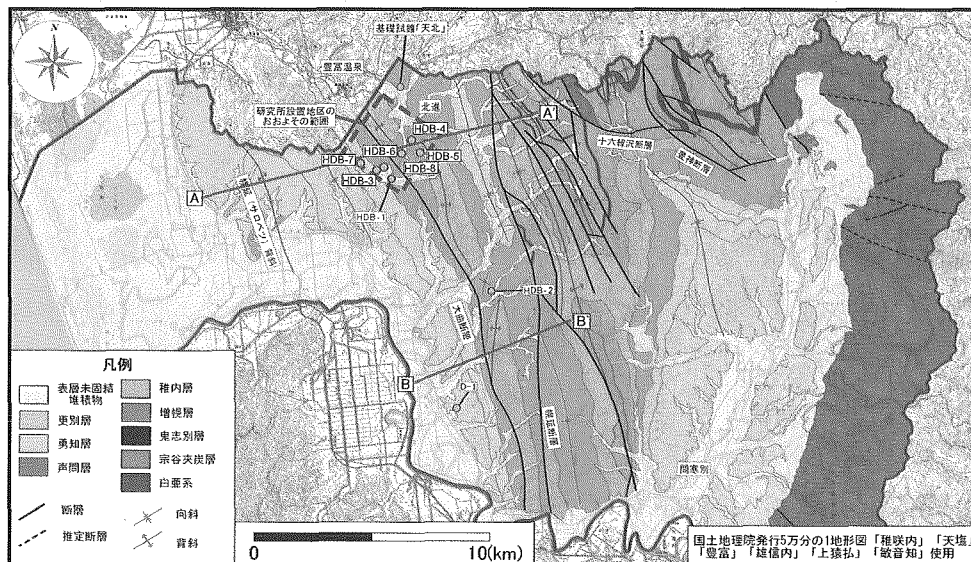 N
基礎試錐「天北」
豊富温泉
研究所設置地区の
おおよその範囲
北進
HDB-4
A'
HDB-6
HDB-5
HDB-7
HDB-8
HDB-3
HDB-1
A
十六線沢断層
HDB-2
大曲断層
B'
B
D-1
幌延断層
問寒別
凡例
表層未固結
堆積物
更別層
勇知層
声問層
稚内層
増幌層
鬼志別層
宗谷夾炭層
白亜系
断層
推定断層
向斜
背斜
0
10(km)
国土地理院発行5万分の1地形図「稚咲内」「天塩」
「豊富」「雄信内」「上猿払」「敏音知」使用